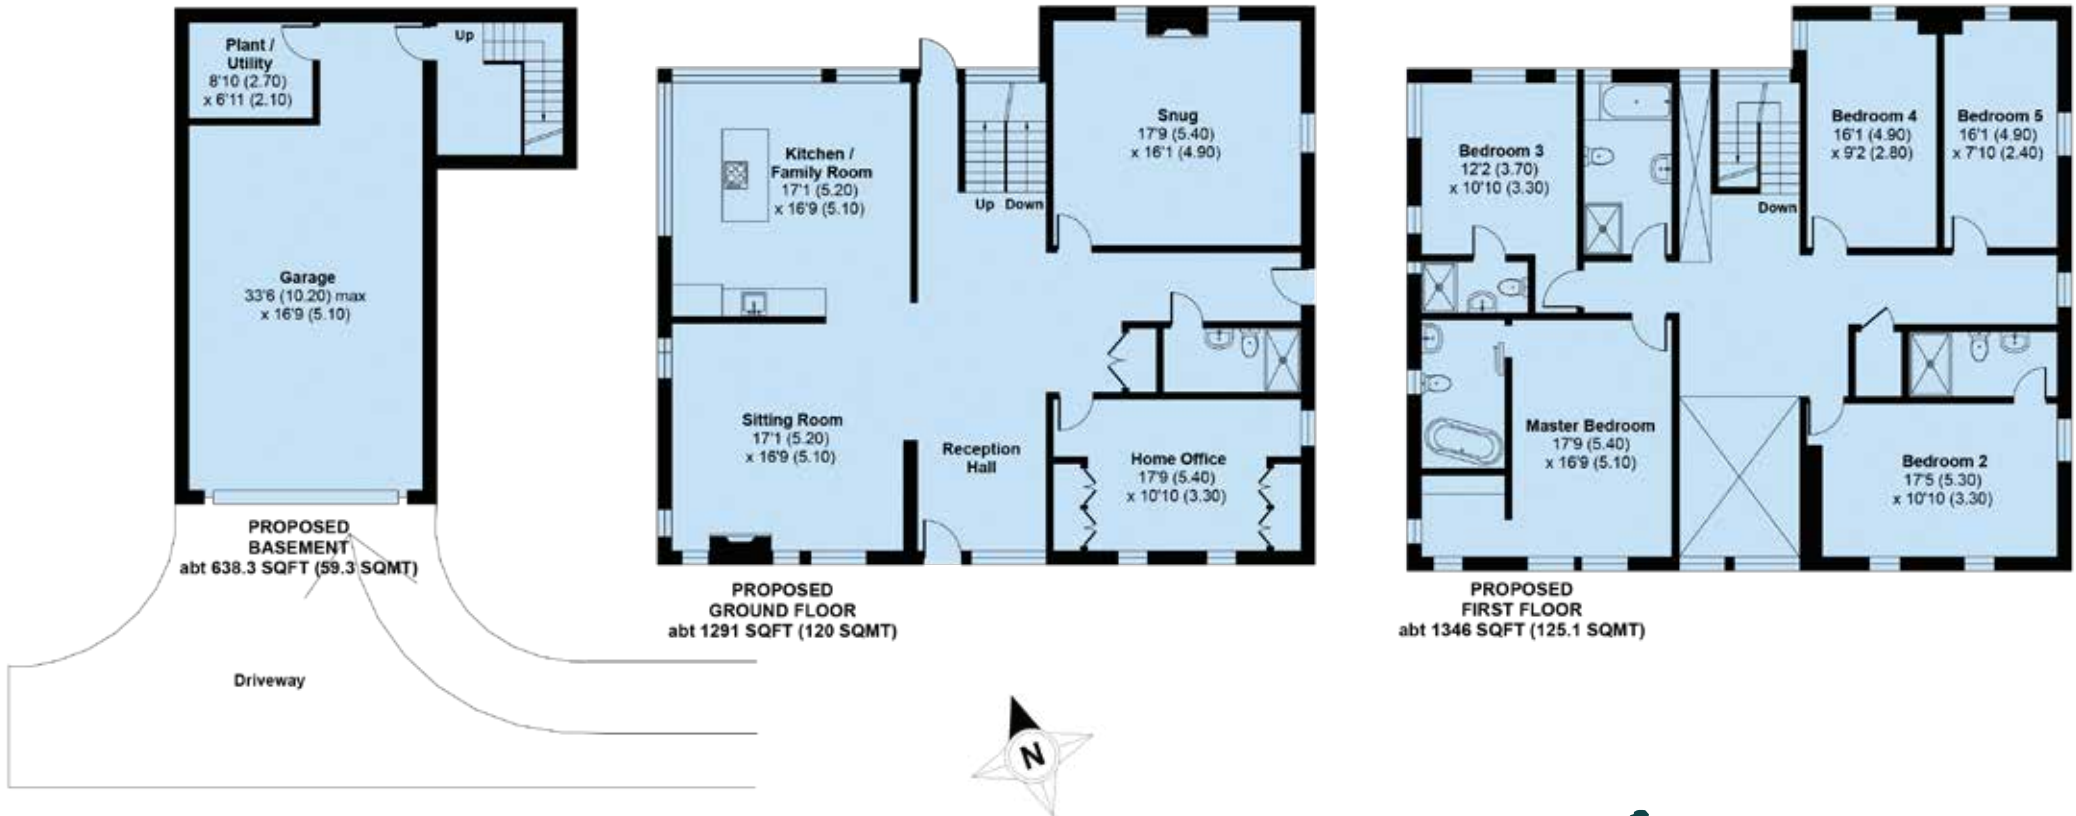 Plant /
Utility
8'10 (2.70)
x 6'11 (2.10)
Up
Garage
33'6 (10.20) max
x 16'9 (5.10)
PROPOSED
BASEMENT
abt 638.3 SQFT (59.3 SQMT)
Driveway
Kitchen /
Family Room
17'1 (5.20)
x 16'9 (5.10)
Up Down
Snug
17'9 (5.40)
x 16'1 (4.90)
Sitting Room
17'1 (5.20)
x 16'9 (5.10)
Reception
Hall
Home Office
17'9 (5.40)
x 10'10 (3.30)
PROPOSED
GROUND FLOOR
abt 1291 SQFT (120 SQMT)
N
Bedroom 3
12'2 (3.70)
x 10'10 (3.30)
Down
Bedroom 4
16'1 (4.90)
x 9'2 (2.80)
Bedroom 5
16'1 (4.90)
x 7'10 (2.40)
Master Bedroom
17'9 (5.40)
x 16'9 (5.10)
Bedroom 2
17'5 (5.30)
x 10'10 (3.30)
PROPOSED
FIRST FLOOR
abt 1346 SQFT (125.1 SQMT)